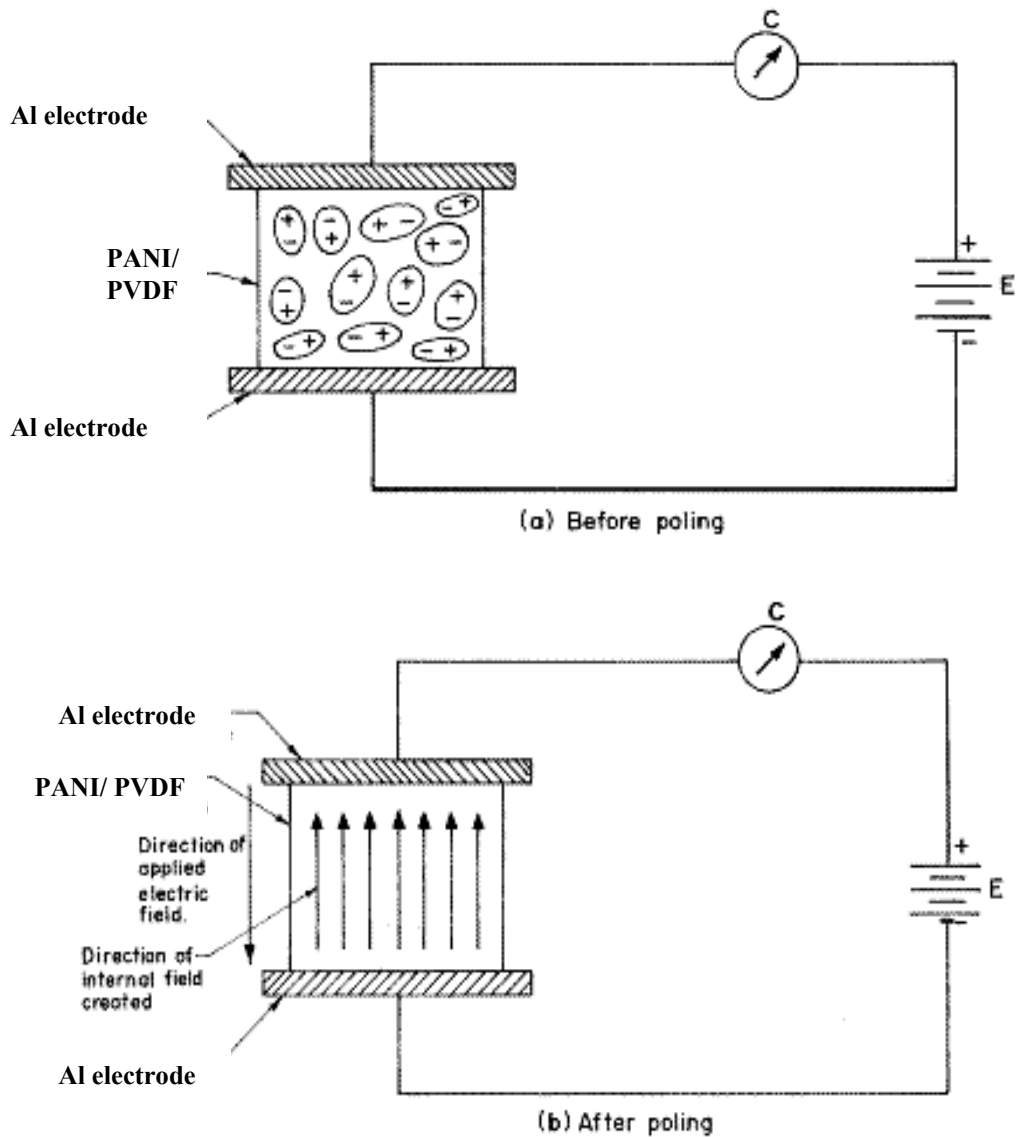 C
Al electrode
+ - + -
- + + -
+ - + -
- +
PANI/
PVDF
- + + - + -
+ - + -
- + - + - +
Al electrode
+
E
-
(a) Before poling
C
Al electrode
PANI/ PVDF
Direction of
applied
electric
field.
Direction of
internal field
created
Al electrode
+
E
-
(b) After poling